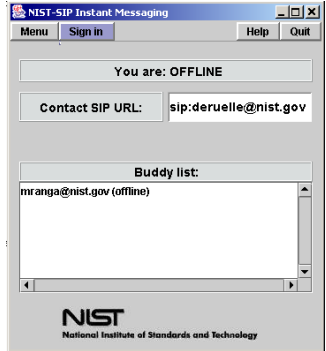 NIST-SIP Instant Messaging
Menu Sign in Help Quit
You are: OFFLINE
Contact SIP URL: sip:deruelle@nist.gov
Buddy list:
mranga@nist.gov (offline)
NIST
National Institute of Standards and Technology